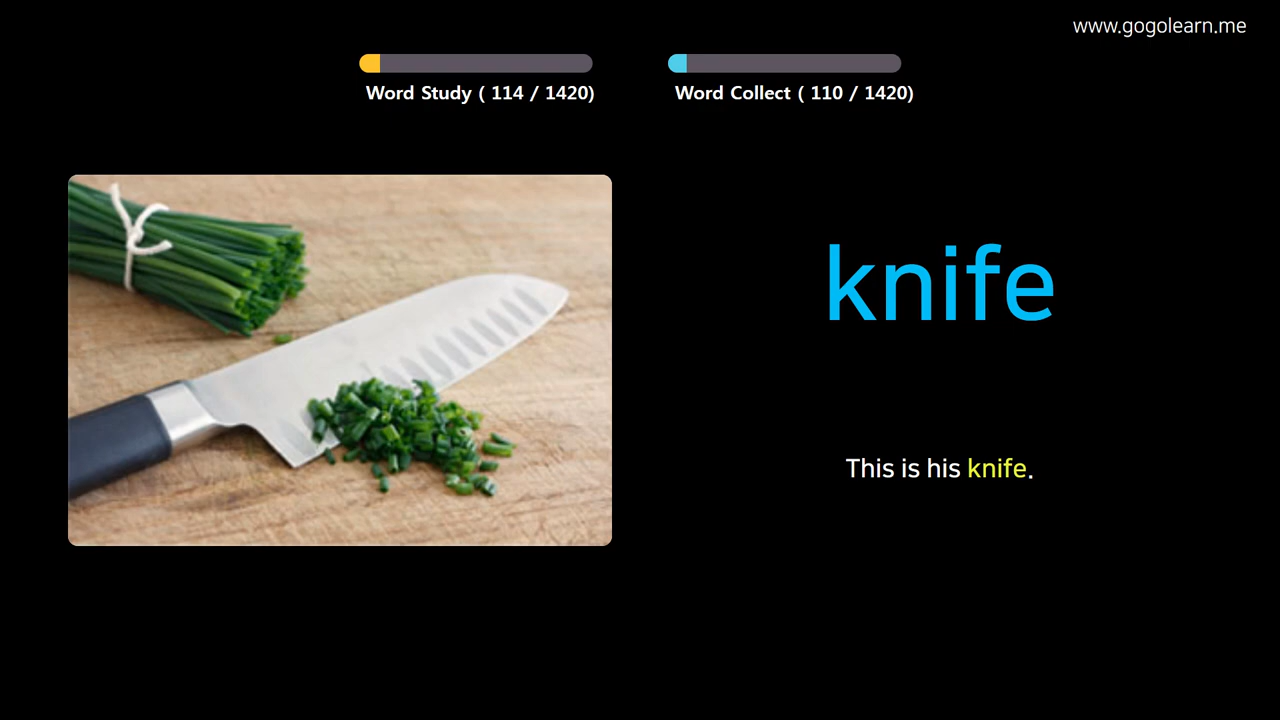 www.gogolearn.me
Word Study ( 114 / 1420)
Word Collect ( 110 / 1420)
knife
This is his knife.